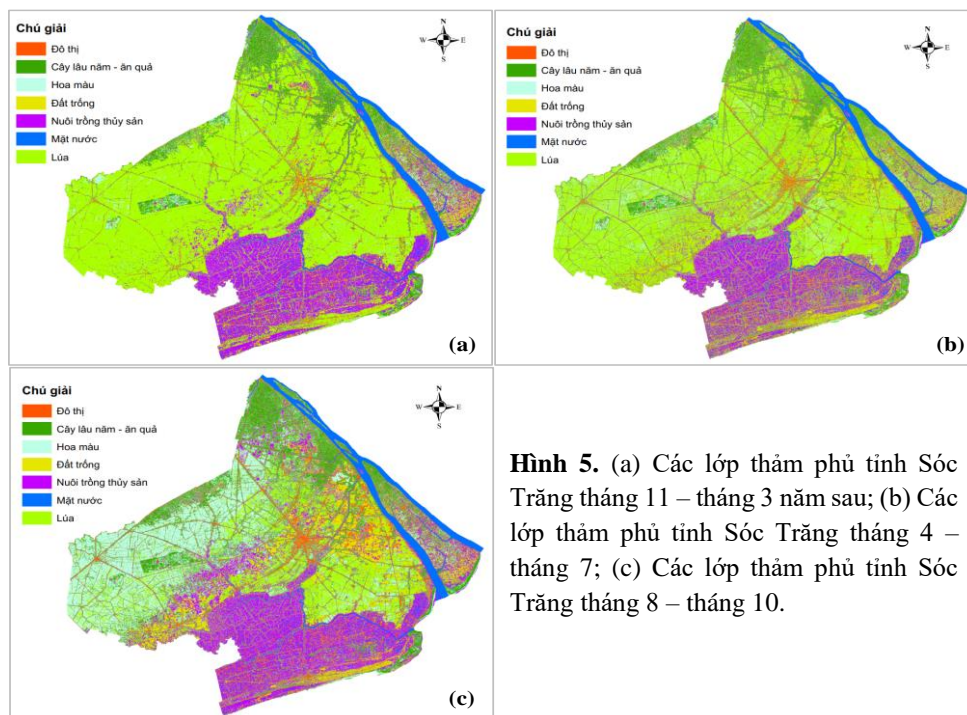 Chú giải
Đô thị
Cây lâu năm - ăn quả
Hoa màu
Đất trống
Nuôi trồng thủy sản
Mặt nước
Lúa
N
W E
S
(a)
Chú giải
Đô thị
Cây lâu năm - ăn quả
Hoa màu
Đất trống
Nuôi trồng thủy sản
Mặt nước
Lúa
N
W E
S
(b)
Chú giải
Đô thị
Cây lâu năm - ăn quả
Hoa màu
Đất trống
Nuôi trồng thủy sản
Mặt nước
Lúa
N
W E
S
(c)
Hình 5. (a) Các lớp thảm phủ tỉnh Sóc
Trăng tháng 11 – tháng 3 năm sau; (b) Các
lớp thảm phủ tỉnh Sóc Trăng tháng 4 –
tháng 7; (c) Các lớp thảm phủ tỉnh Sóc
Trăng tháng 8 – tháng 10.